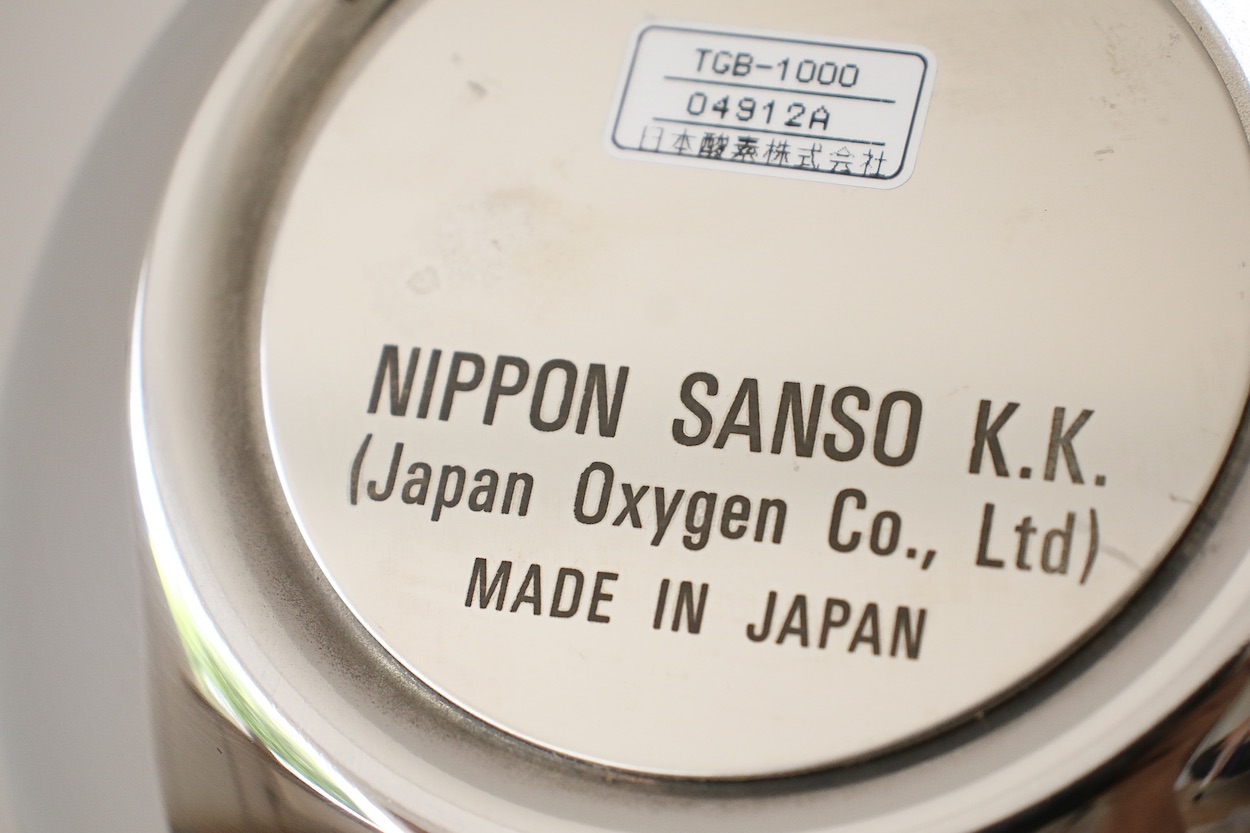 TGB-1000
04912A
日本酸素株式会社
NIPPON SANSO K.K.
(Japan Oxygen Co., Ltd)
MADE IN JAPAN